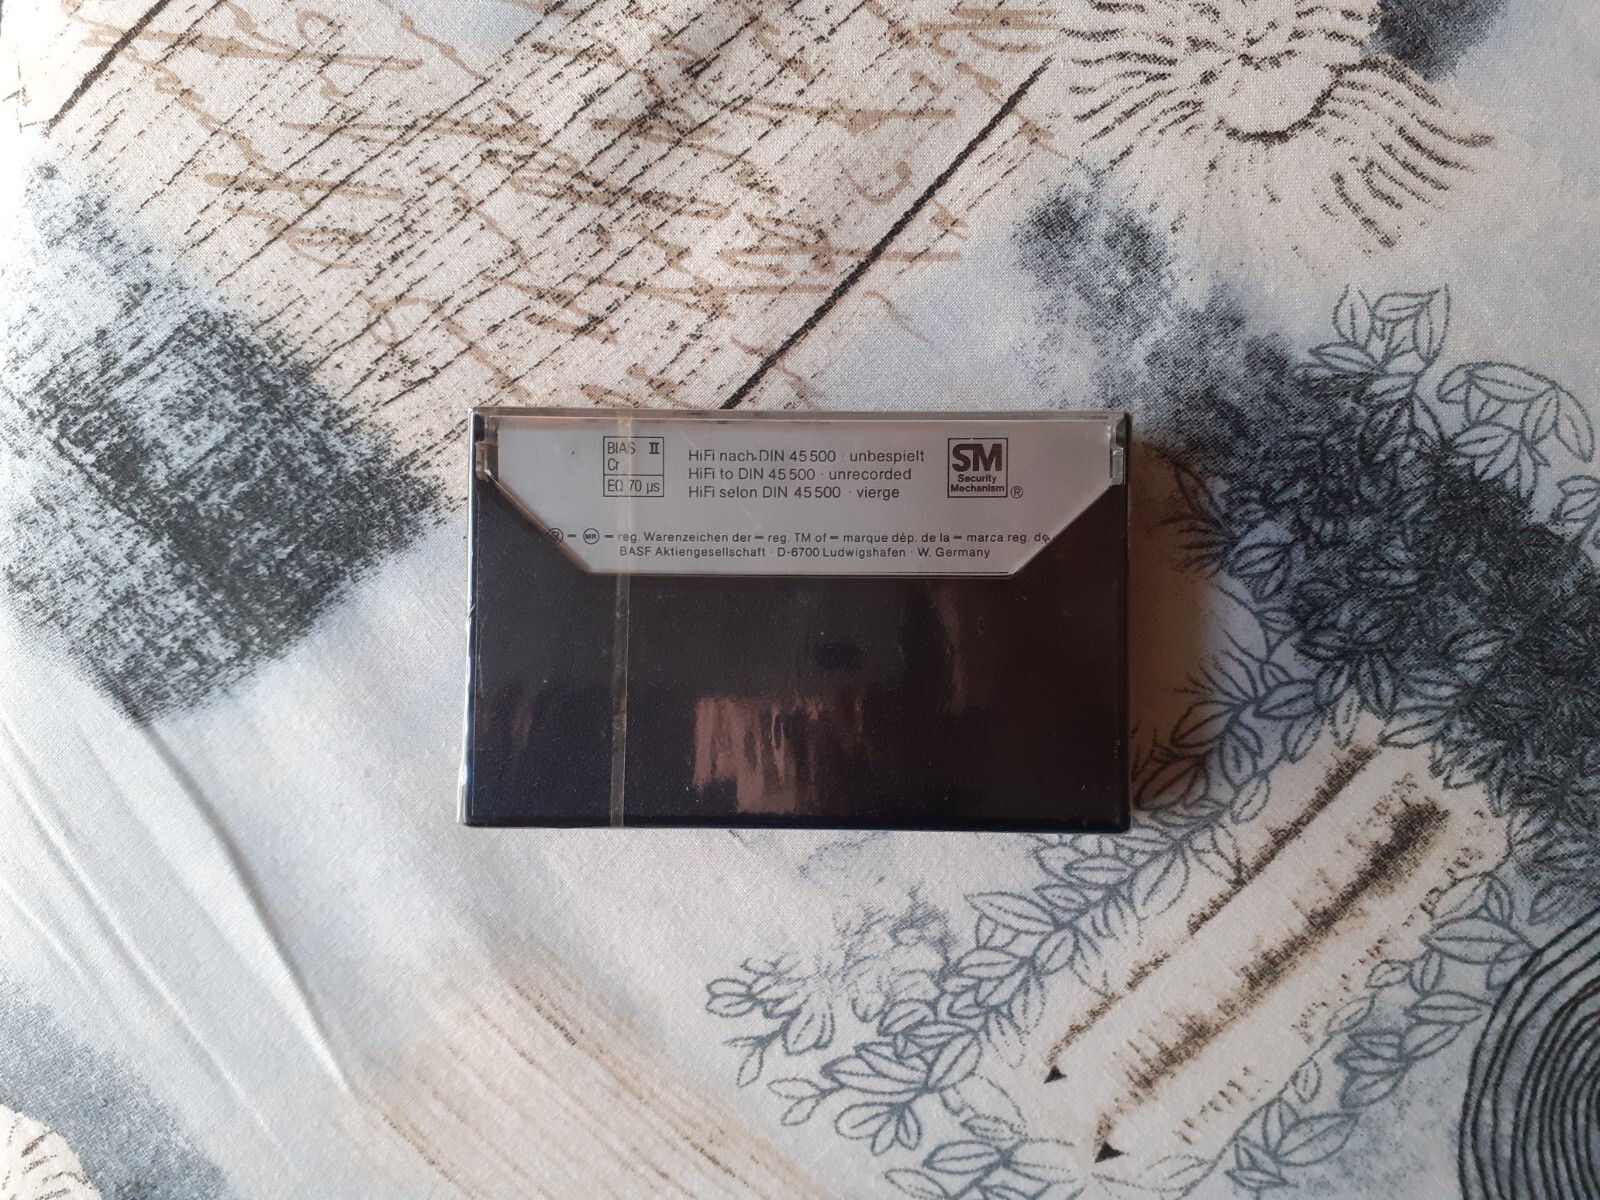 BIAS II
Cr
EQ 70 µs
HiFi nach DIN 45 500 · unbespielt
HiFi to DIN 45 500 · unrecorded
HiFi selon DIN 45 500 · vierge
SM
Security
Mechanism ®
® – MR – reg. Warenzeichen der – reg. TM of – marque dép. de la – marca reg. de
BASF Aktiengesellschaft · D-6700 Ludwigshafen · W. Germany